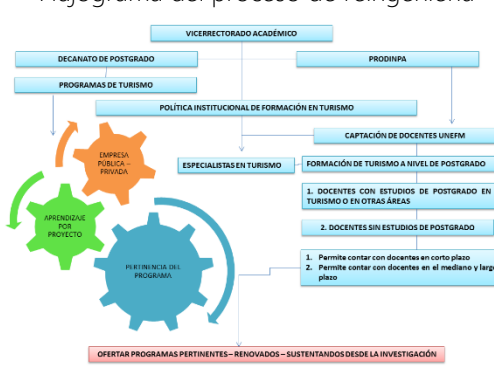 Flujograma del proceso de reingeniería
VICERRECTORADO ACADÉMICO
DECANATO DE POSTGRADO
PRODINPA
PROGRAMAS DE TURISMO
POLÍTICA INSTITUCIONAL DE FORMACIÓN EN TURISMO
CAPTACIÓN DE DOCENTES UNEFM
ESPECIALISTAS EN TURISMO
FORMACIÓN DE TURISMO A NIVEL DE POSTGRADO
EMPRESA
PÚBLICA –
PRIVADA
1. DOCENTES CON ESTUDIOS DE POSTGRADO EN
TURISMO O EN OTRAS ÁREAS
APRENDIZAJE
POR
PROYECTO
2. DOCENTES SIN ESTUDIOS DE POSTGRADO
PERTINENCIA DEL
PROGRAMA
1. Permite contar con docentes en corto plazo
2. Permite contar con docentes en el mediano y largo
plazo
OFERTAR PROGRAMAS PERTINENTES – RENOVADOS – SUSTENTANDOS DESDE LA INVESTIGACIÓN